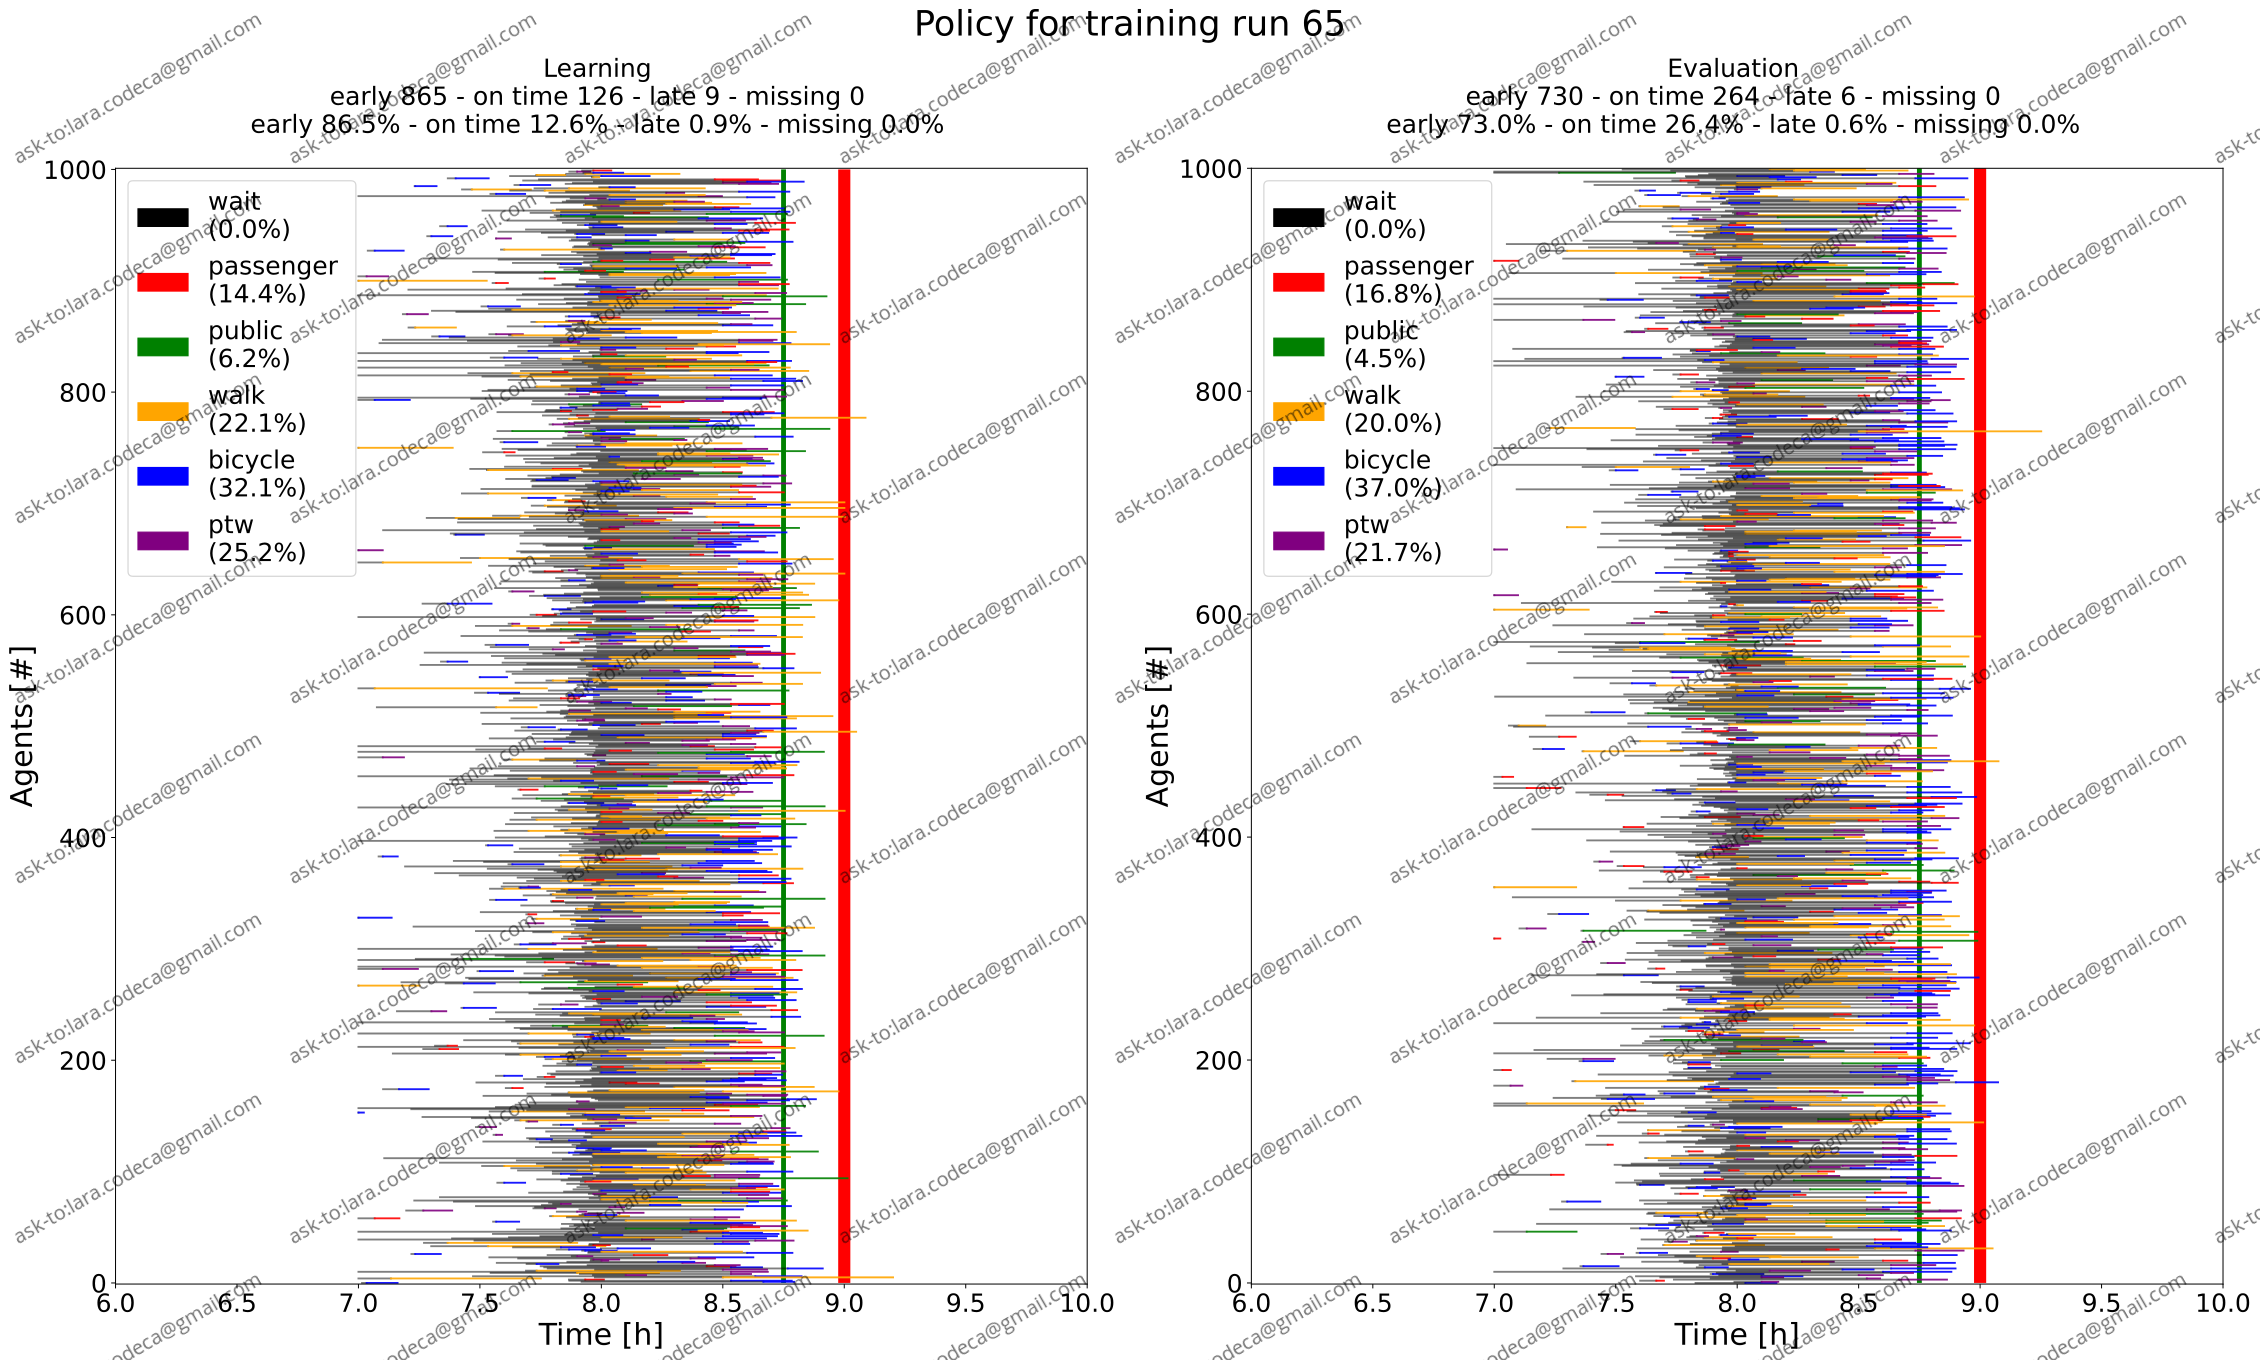 Policy for training run 65
Learning
early 865 - on time 126 - late 9 - missing 0
early 86.5% - on time 12.6% - late 0.9% - missing 0.0%
wait
(0.0%)
passenger
(14.4%)
public
(6.2%)
walk
(22.1%)
bicycle
(32.1%)
ptw
(25.2%)
1000
800
600
400
200
0
Agents [#]
6.0 6.5 7.0 7.5 8.0 8.5 9.0 9.5 10.0
Time [h]
Evaluation
early 730 - on time 264 - late 6 - missing 0
early 73.0% - on time 26.4% - late 0.6% - missing 0.0%
wait
(0.0%)
passenger
(16.8%)
public
(4.5%)
walk
(20.0%)
bicycle
(37.0%)
ptw
(21.7%)
1000
800
600
400
200
0
Agents [#]
6.0 6.5 7.0 7.5 8.0 8.5 9.0 9.5 10.0
Time [h]
ask-to:lara.codeca@gmail.com